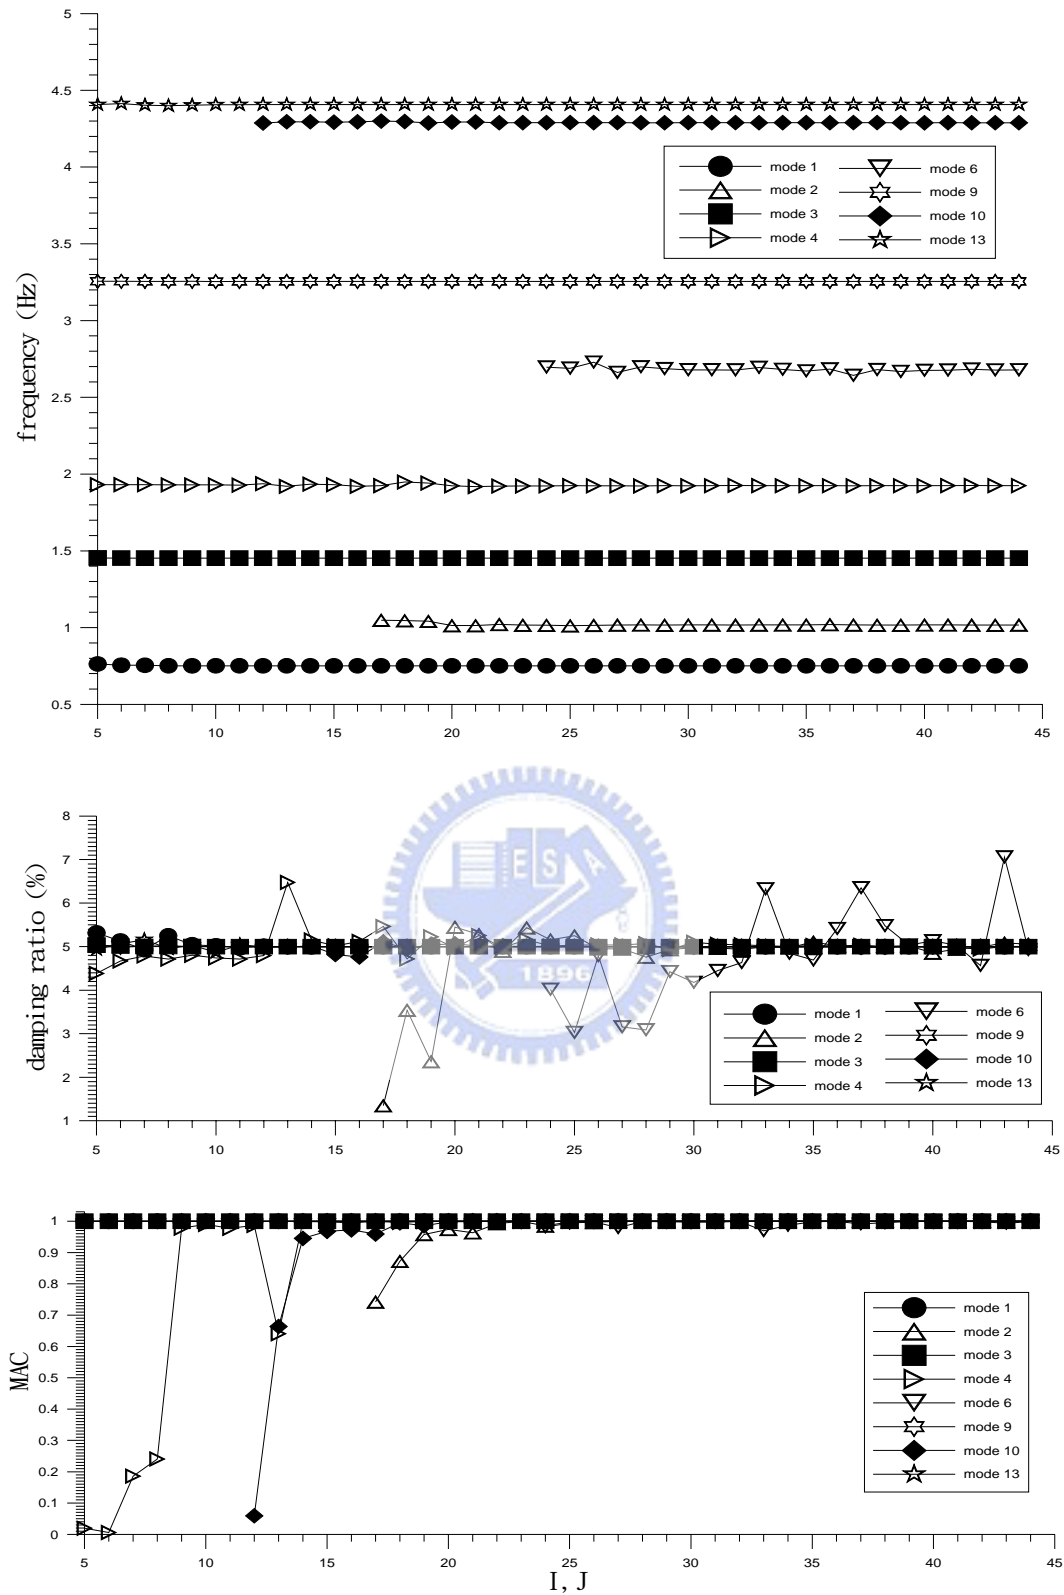 5
4.5
4
3.5
3
2.5
2
1.5
1
0.5
frequency (Hz)
mode 1
mode 2
mode 3
mode 4
mode 6
mode 9
mode 10
mode 13
5 10 15 20 25 30 35 40 45
8
7
6
5
4
3
2
1
damping ratio (%)
ESA
1896
mode 1
mode 2
mode 3
mode 4
mode 6
mode 9
mode 10
mode 13
5 10 15 20 25 30 35 40 45
1
0.9
0.8
0.7
0.6
0.5
0.4
0.3
0.2
0.1
0
MAC
mode 1
mode 2
mode 3
mode 4
mode 6
mode 9
mode 10
mode 13
5 10 15 20 25 30 35 40 45
I, J